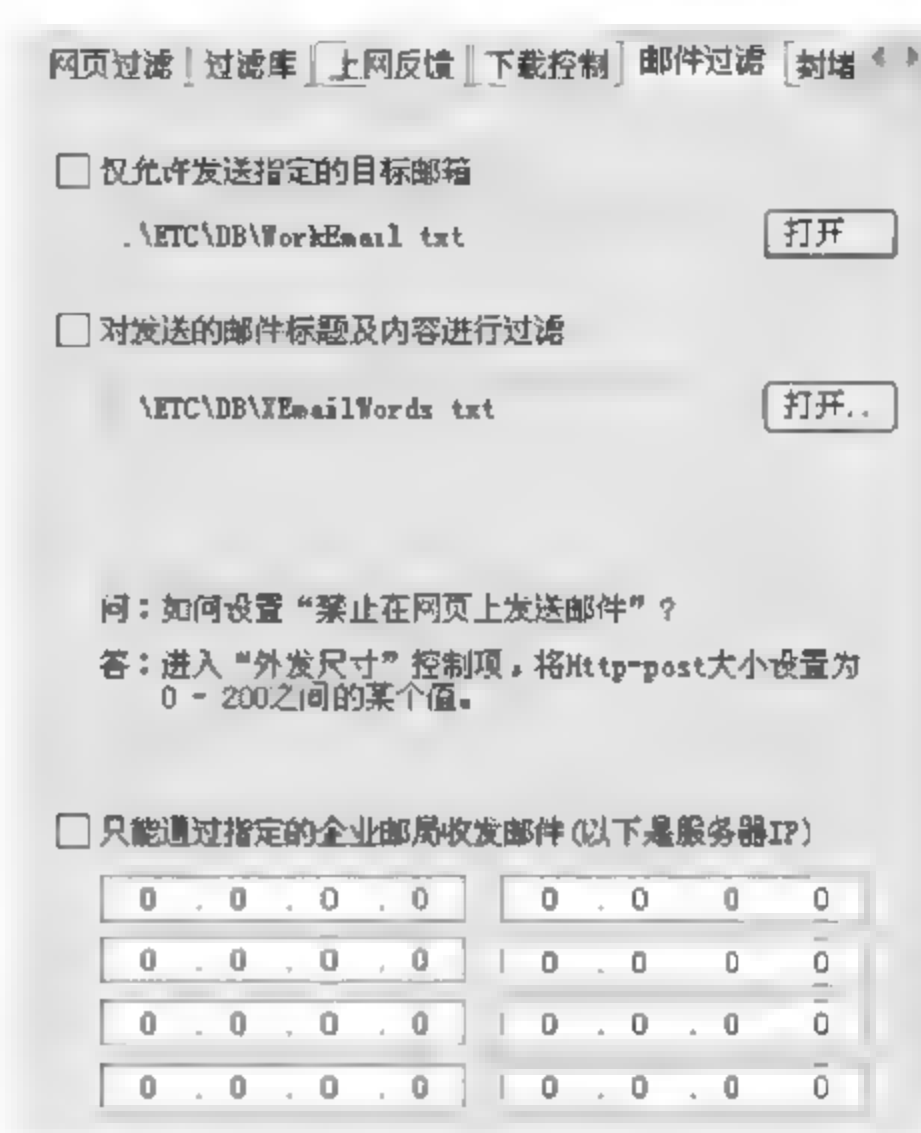 网页过滤 过滤库 上网反馈 下载控制 邮件过滤 封堵
仅允许发送指定的目标邮箱
.\ETC\DB\WorkEmail txt 打开
对发送的邮件标题及内容进行过滤
\ETC\DB\XEmailWords txt 打开..
问：如何设置“禁止在网页上发送邮件”？
答：进入“外发尺寸”控制项，将Http-post大小设置为
0 - 200之间的某个值。
只能通过指定的企业邮局收发邮件(以下是服务器IP)
0 . 0 . 0 . 0 0 . 0 0 0
0 . 0 . 0 . 0 0 . 0 0 0
0 . 0 . 0 . 0 0 . 0 . 0 0
0 . 0 . 0 . 0 0 . 0 . 0 0